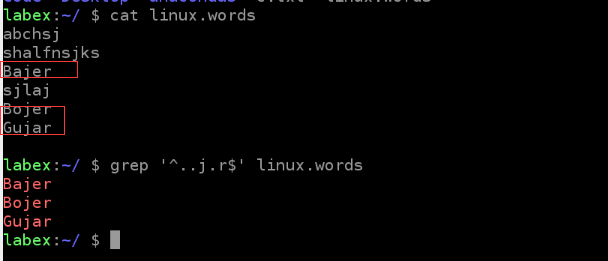 labex:~/ $ cat linux.words
abchsj
shalfnsjks
Bajer
sjlaj
Bojer
Gujar
labex:~/ $ grep '^..j.r$' linux.words
Bajer
Bojer
Gujar
labex:~/ $